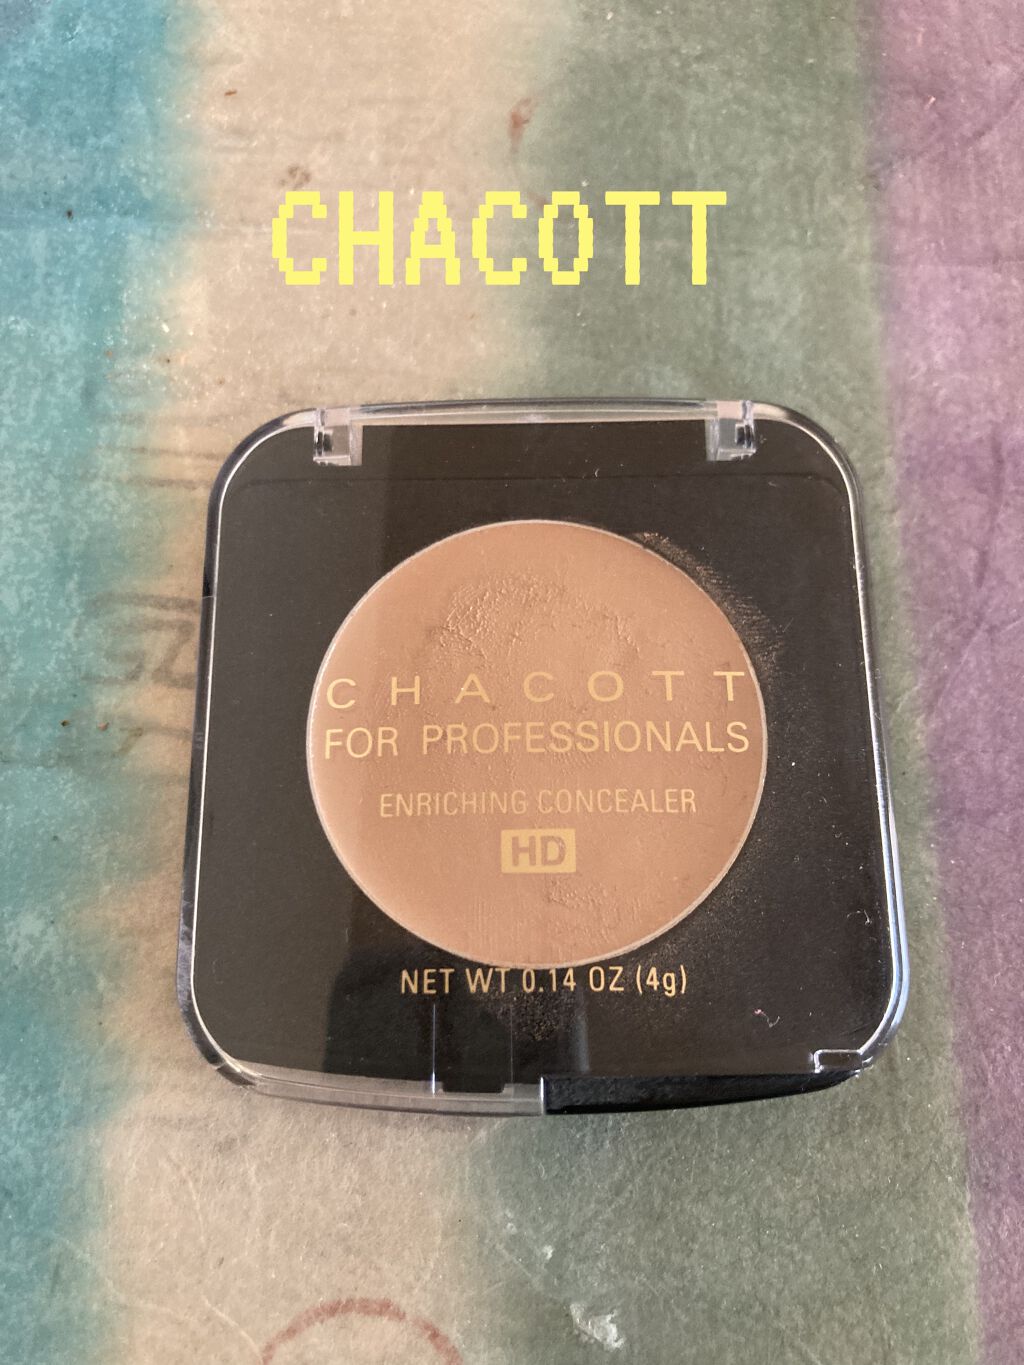 CHACOTT
CHACOTT
FOR PROFESSIONALS
ENRICHING CONCEALER
HD
NET WT 0.14 OZ (4g)